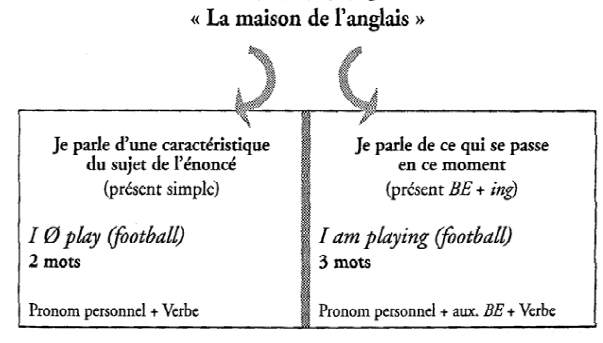 « La maison de l'anglais »
Je parle d'une caractéristique
du sujet de l'énoncé
(présent simple)
I Ø play (football)
2 mots
Pronom personnel + Verbe
Je parle de ce qui se passe
en ce moment
(présent BE + ing)
I am playing (football)
3 mots
Pronom personnel + aux. BE + Verbe